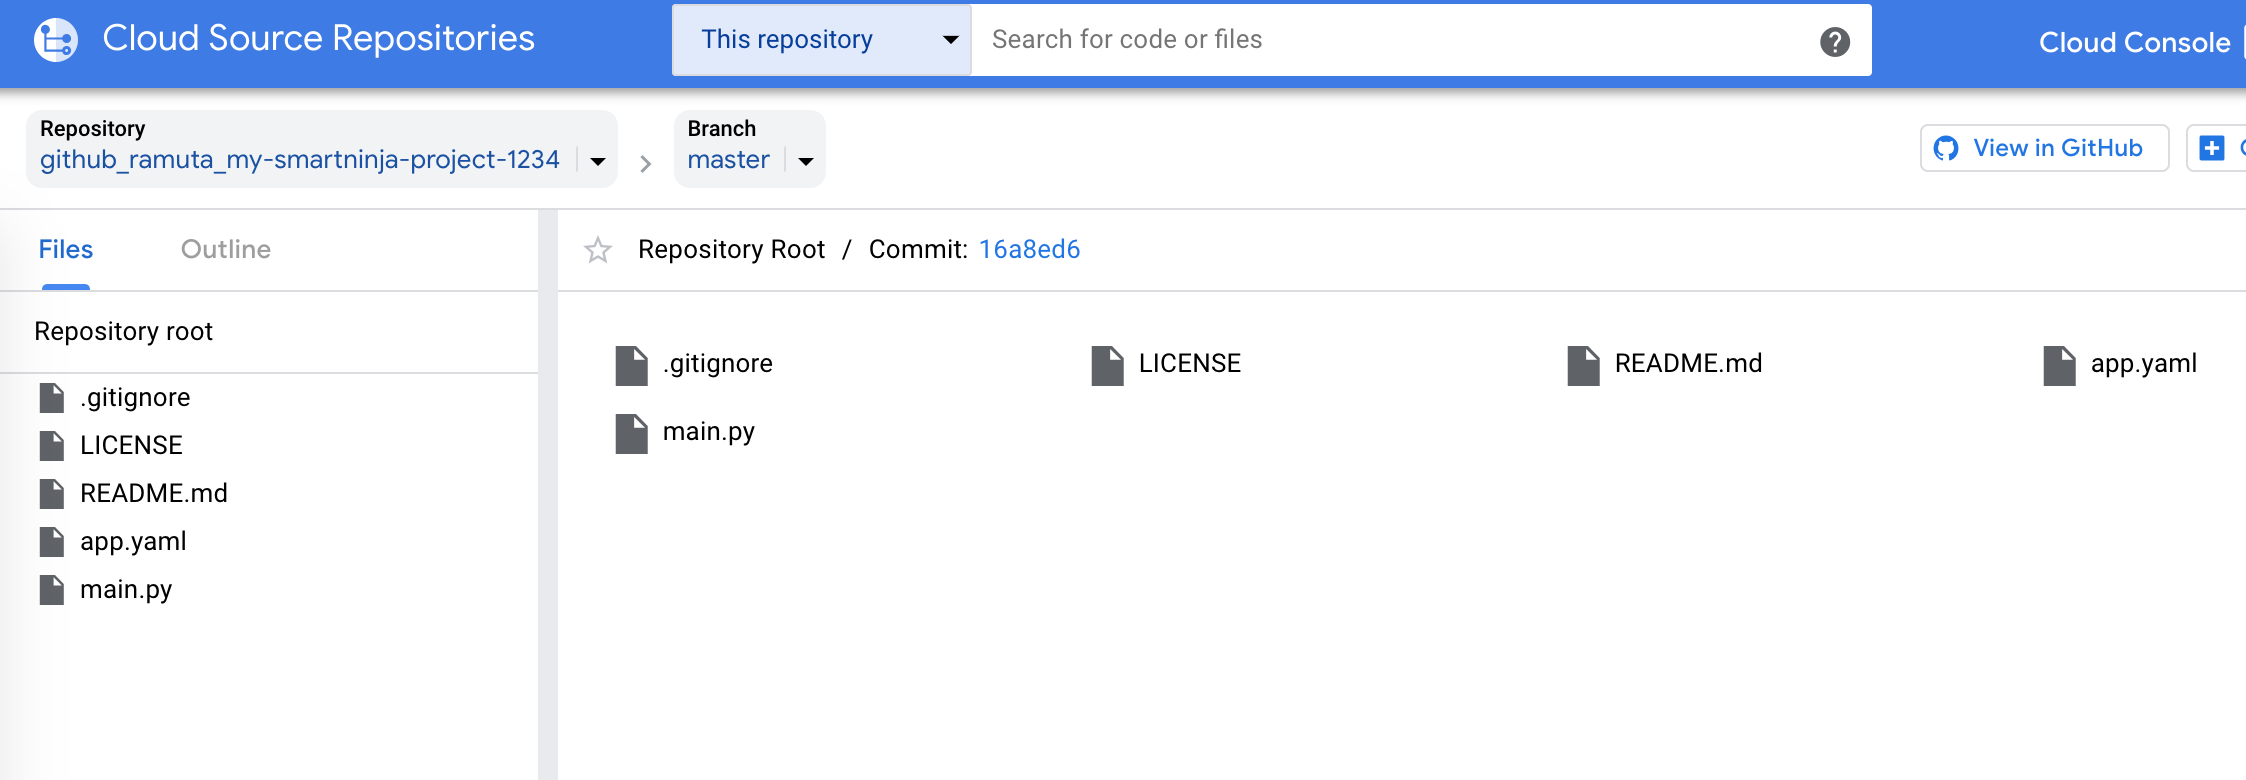 Cloud Source Repositories
This repository
Search for code or files
Cloud Console
Repository
github_ramuta_my-smartninja-project-1234
Branch
master
View in GitHub
Files
Outline
Repository Root / Commit: 16a8ed6
Repository root
.gitignore
LICENSE
README.md
app.yaml
main.py
.gitignore
LICENSE
README.md
app.yaml
main.py